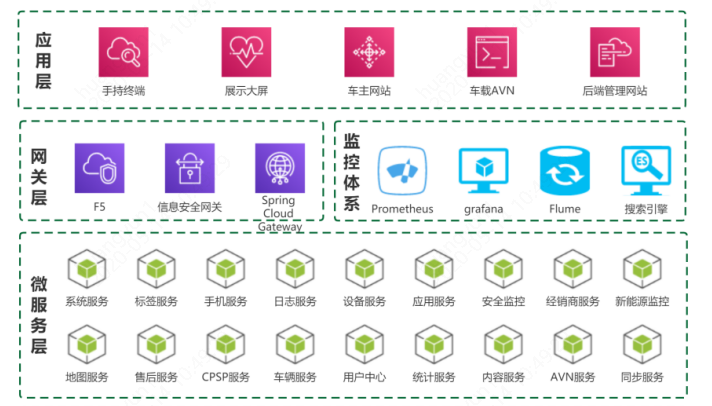 应用层
手持终端
展示大屏
车主网站
车载AVN
后端管理网站
网关层
F5
信息安全网关
Spring
Cloud
Gateway
监控体系
Prometheus
grafana
Flume
ES
搜索引擎
微服务层
系统服务
标签服务
手机服务
日志服务
设备服务
应用服务
安全监控
经销商服务
新能源监控
地图服务
售后服务
CPSP服务
车辆服务
用户中心
统计服务
内容服务
AVN服务
同步服务